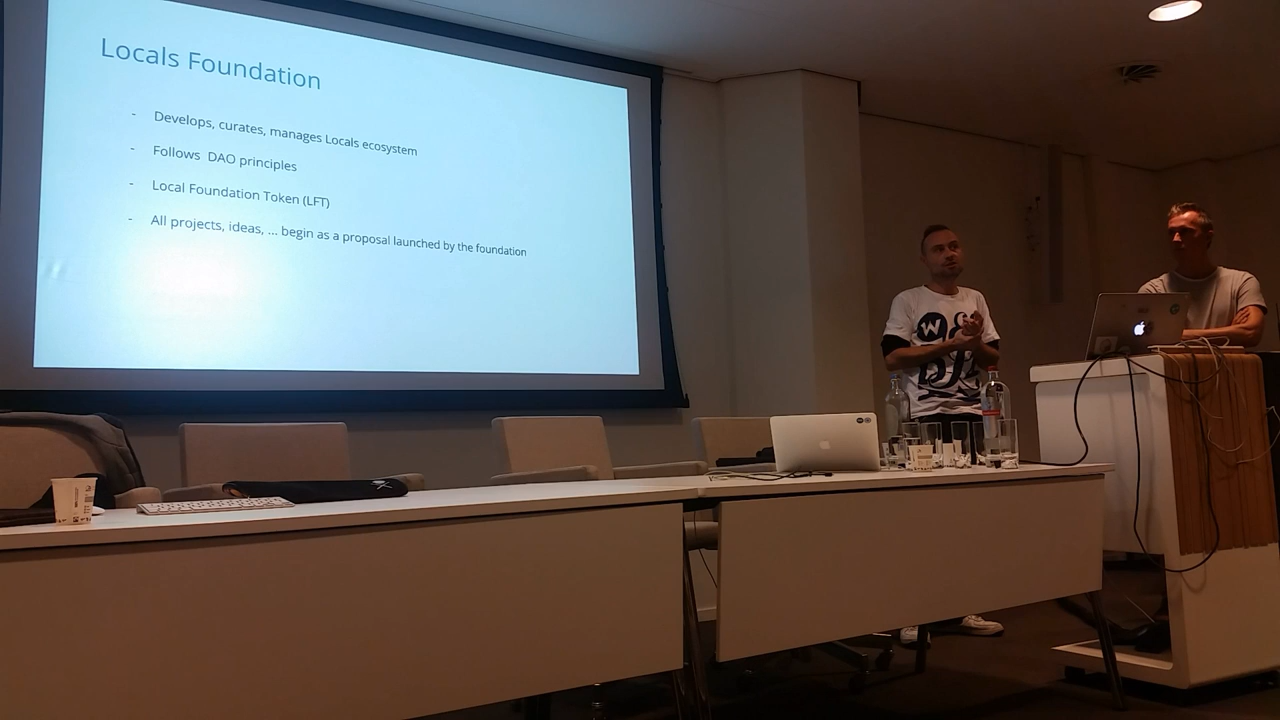 Locals Foundation
- Develops, curates, manages Locals ecosystem
- Follows DAO principles
- Local Foundation Token (LFT)
- All projects, ideas, ... begin as a proposal launched by the foundation
W